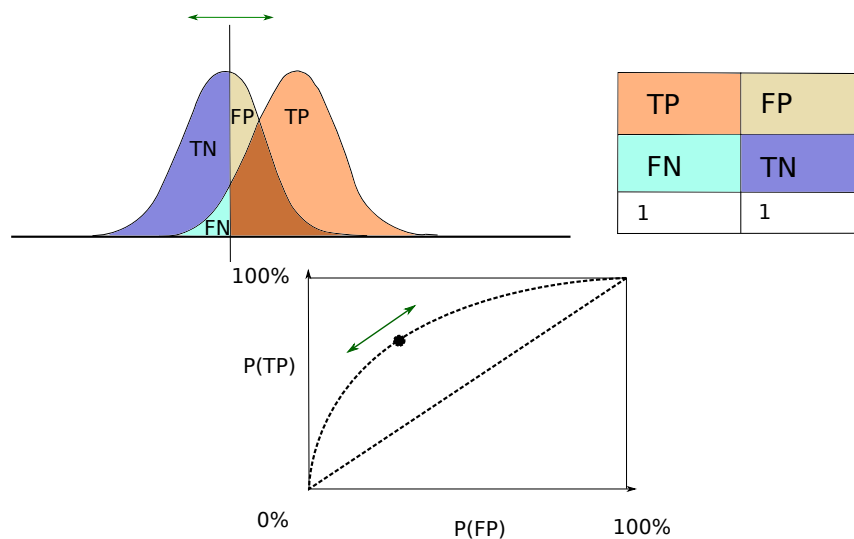 FP
TP
TN
FN
TP FP
FN TN
1 1
100%
P(TP)
0%
P(FP)
100%